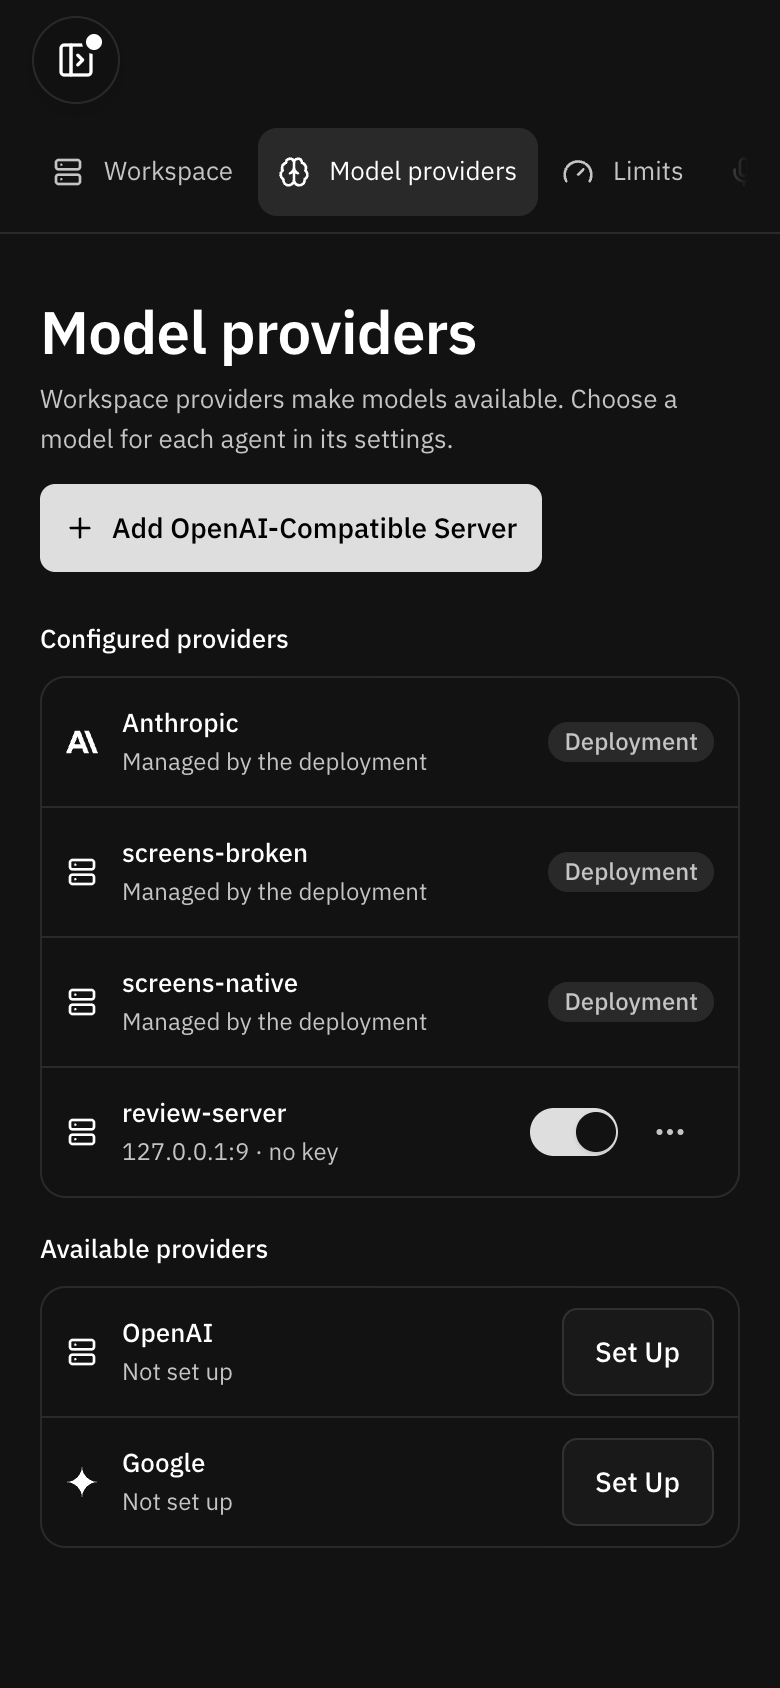 Workspace
Model providers
Limits
Model providers
Workspace providers make models available. Choose a
model for each agent in its settings.
Add OpenAI-Compatible Server
Configured providers
Anthropic
Managed by the deployment
Deployment
screens-broken
Managed by the deployment
Deployment
screens-native
Managed by the deployment
Deployment
review-server
127.0.0.1:9 · no key
Available providers
OpenAI
Not set up
Set Up
Google
Not set up
Set Up